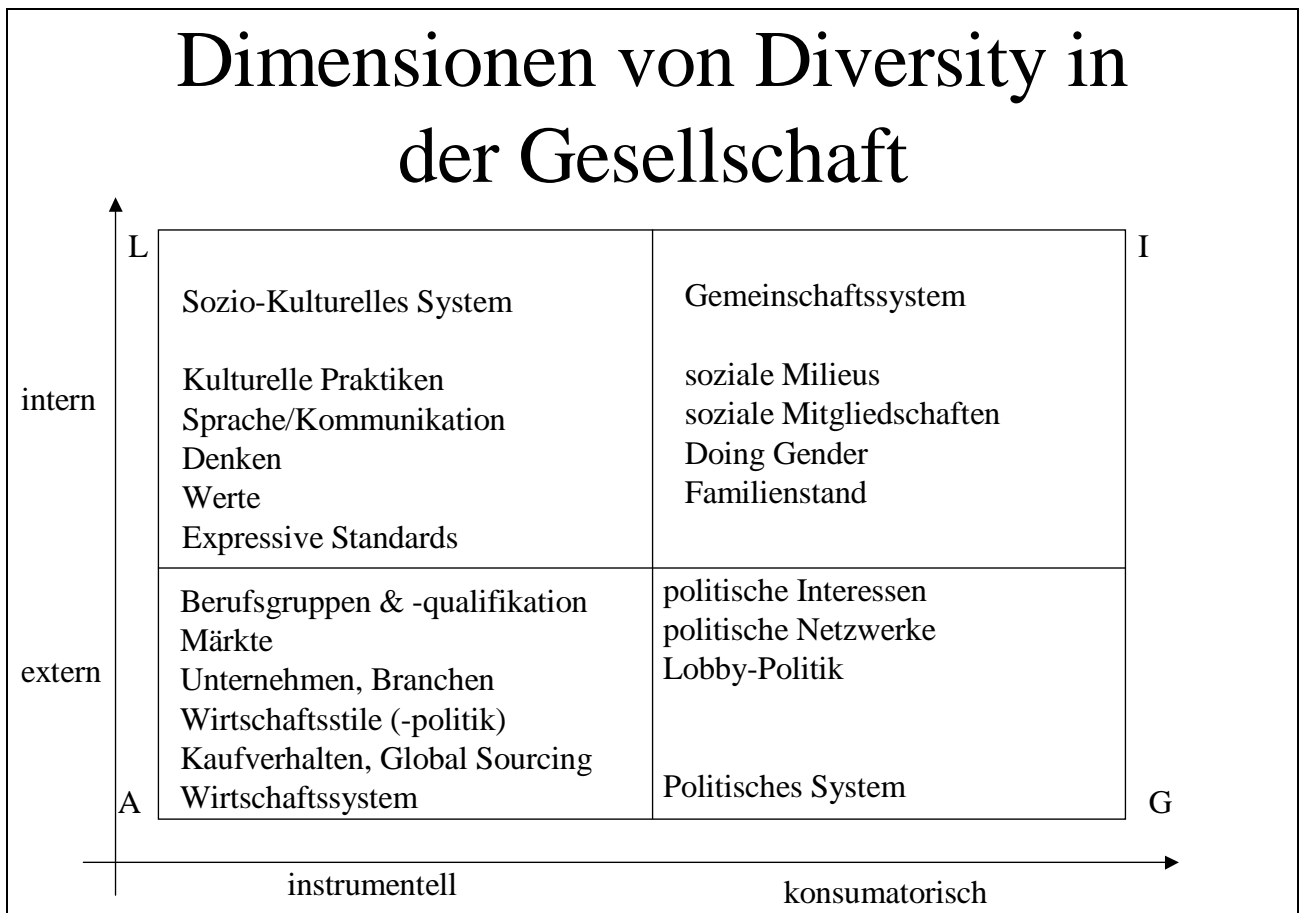 Dimensionen von Diversity in
der Gesellschaft
L
I
Sozio-Kulturelles System
Gemeinschaftssystem
intern
Kulturelle Praktiken
Sprache/Kommunikation
Denken
Werte
Expressive Standards
soziale Milieus
soziale Mitgliedschaften
Doing Gender
Familienstand
extern
Berufsgruppen & -qualifikation
Märkte
Unternehmen, Branchen
Wirtschaftsstile (-politik)
Kaufverhalten, Global Sourcing
Wirtschaftssystem
politische Interessen
politische Netzwerke
Lobby-Politik
Politisches System
A
G
instrumentell
konsumatorisch